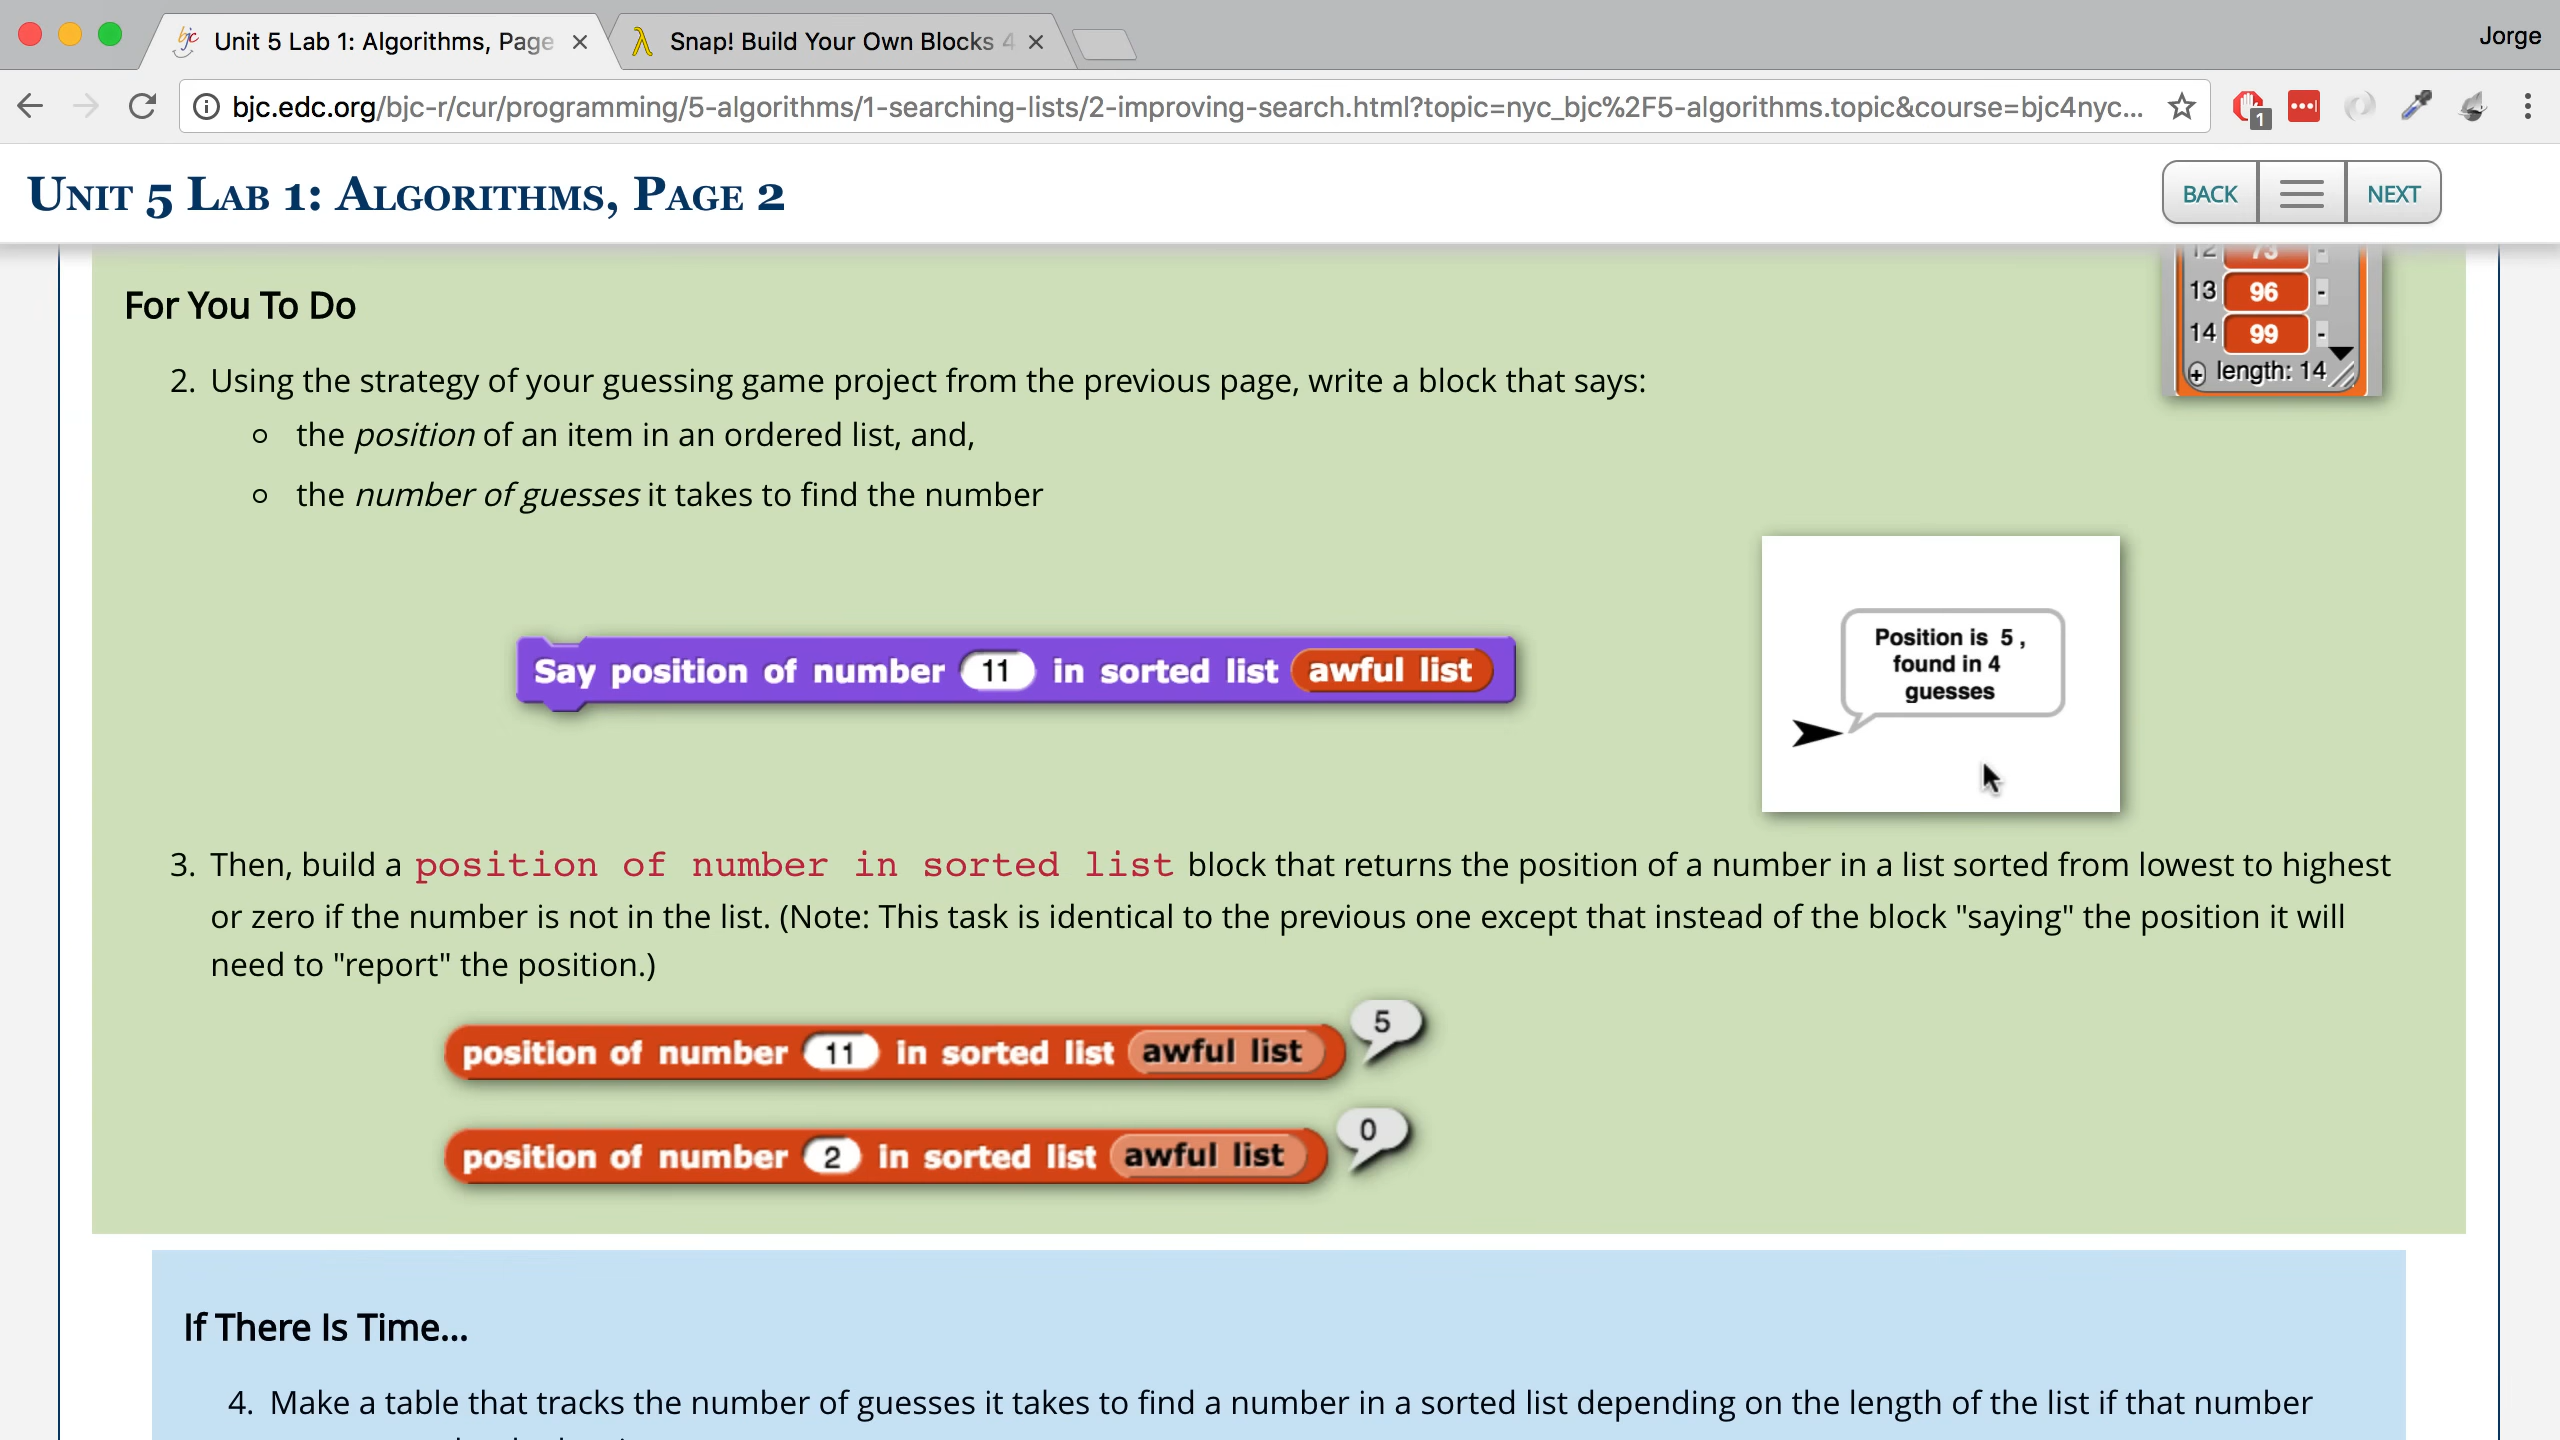 Unit 5 Lab 1: Algorithms, Page
Snap! Build Your Own Blocks 4
Jorge
bjc.edc.org/bjc-r/cur/programming/5-algorithms/1-searching-lists/2-improving-search.html?topic=nyc_bjc%2F5-algorithms.topic&course=bjc4nyc...
1
Unit 5 Lab 1: Algorithms, Page 2
BACK
NEXT
12 73 -
13 96 -
14 99 -
+ length: 14
For You To Do
2. Using the strategy of your guessing game project from the previous page, write a block that says:
the position of an item in an ordered list, and,
the number of guesses it takes to find the number
Say position of number 11 in sorted list awful list
Position is 5 ,
found in 4
guesses
3. Then, build a position of number in sorted list block that returns the position of a number in a list sorted from lowest to highest
or zero if the number is not in the list. (Note: This task is identical to the previous one except that instead of the block "saying" the position it will
need to "report" the position.)
position of number 11 in sorted list awful list 5
position of number 2 in sorted list awful list 0
If There Is Time...
4. Make a table that tracks the number of guesses it takes to find a number in a sorted list depending on the length of the list if that number